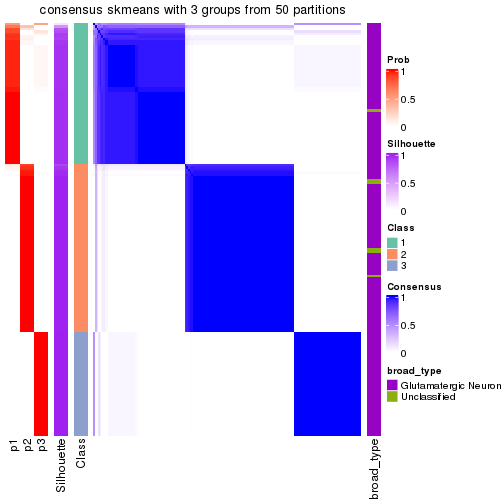 consensus skmeans with 3 groups from 50 partitions
Prob
1
0.5
0
Silhouette
1
0.5
0
Class
1
2
3
Consensus
1
0.5
0
broad_type
Glutamatergic Neuron
Unclassified
p1
p2
p3
Silhouette
Class
broad_type